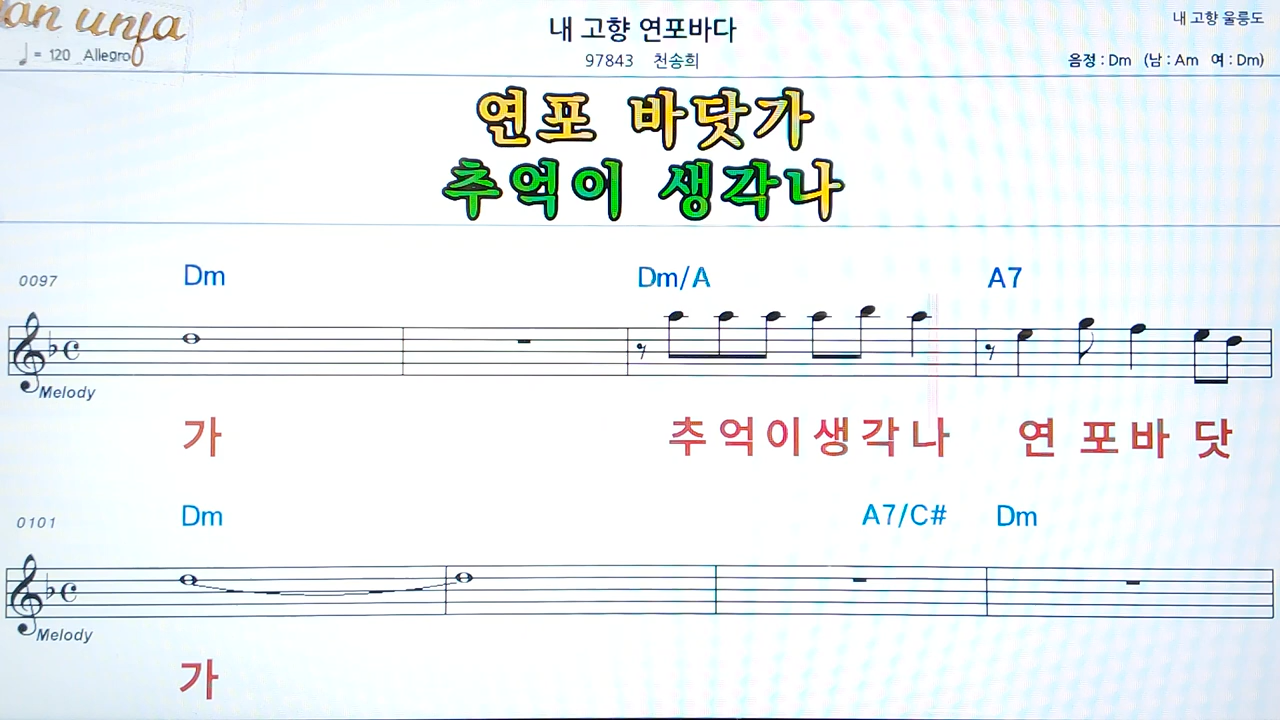 내 고향 연포바다
내 고향 울릉도
♩ = 120 Allegro
97843 천송희
음정 : Dm (남 : Am 여 : Dm)
연포 바닷가
추억이 생각나
0097 Dm Dm/A A7
Melody
가 추억이생각나 연 포바 닷
0101 Dm A7/C# Dm
Melody
가